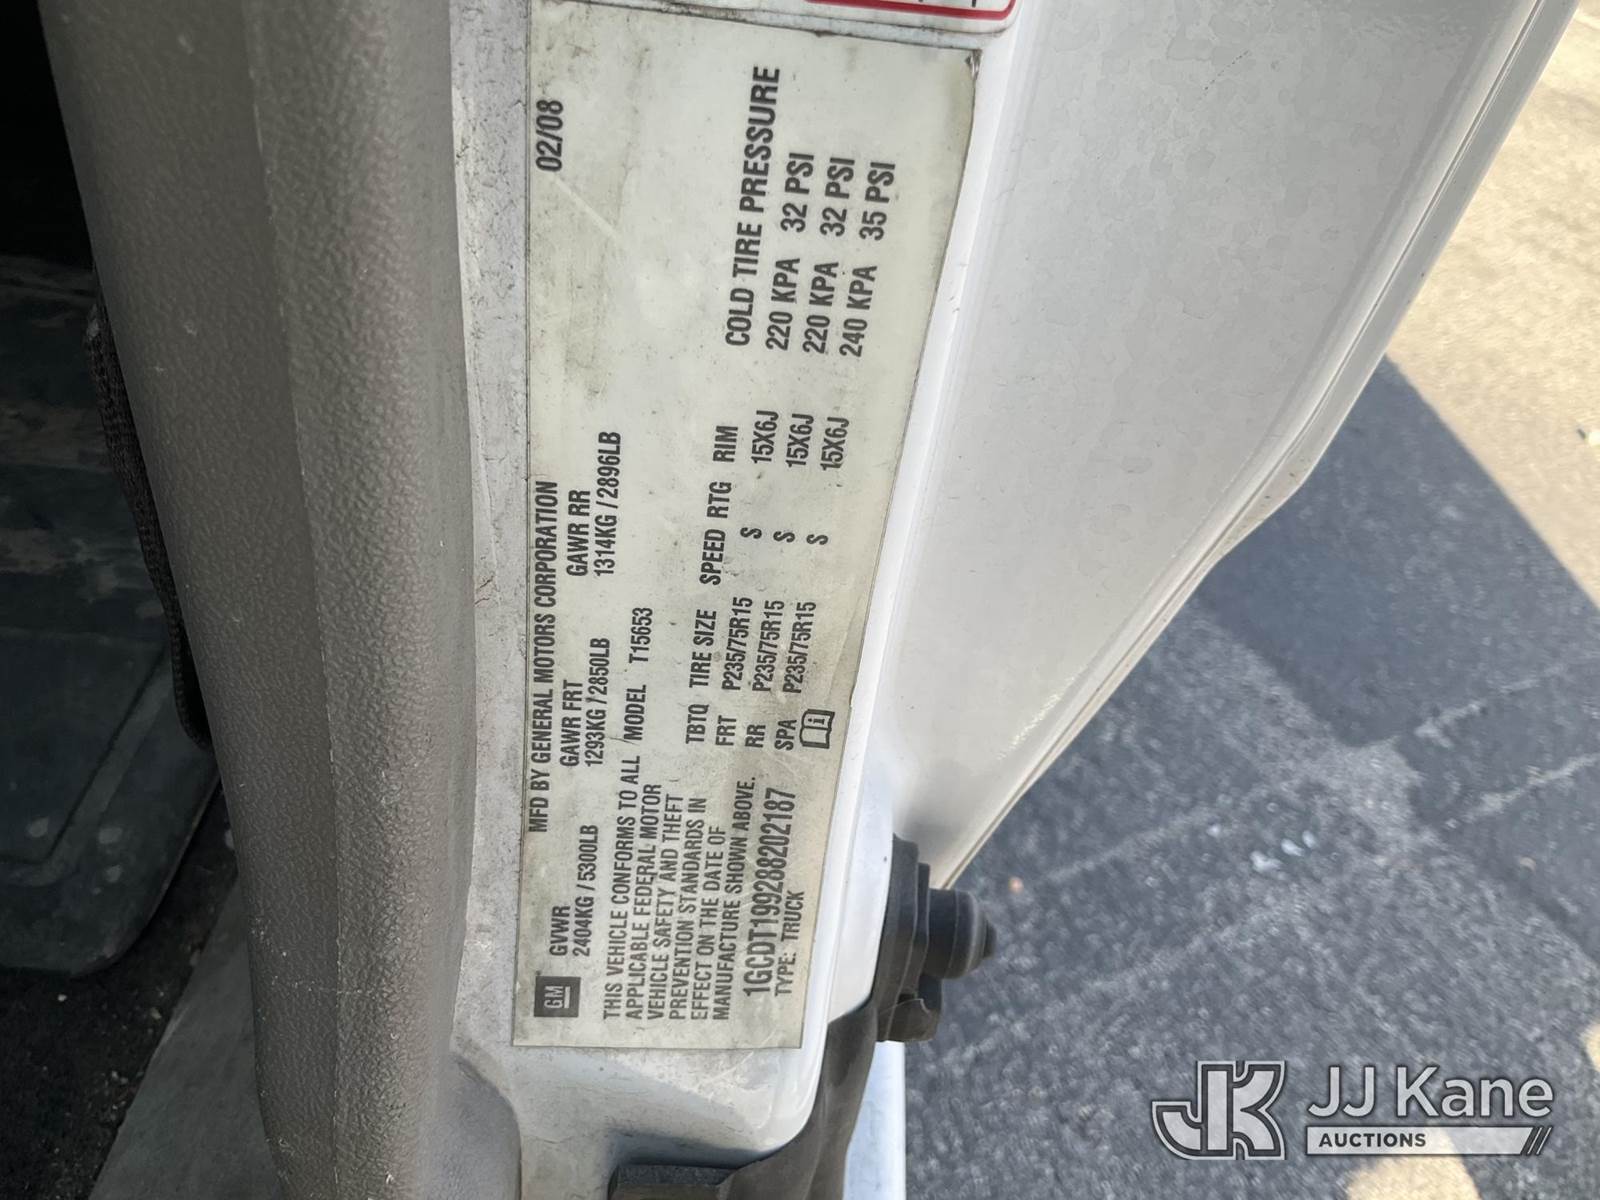 MFD BY GENERAL MOTORS CORPORATION 02/08
GM
GVWR GAWR FRT GAWR RR
2404KG / 5300LB 1293KG / 2850LB 1314KG / 2896LB
THIS VEHICLE CONFORMS TO ALL
APPLICABLE FEDERAL MOTOR
VEHICLE SAFETY AND THEFT
PREVENTION STANDARDS IN
EFFECT ON THE DATE OF
MANUFACTURE SHOWN ABOVE.
1GCDT199288202187
TYPE: TRUCK
MODEL T15653
TBTQ TIRE SIZE SPEED RTG RIM COLD TIRE PRESSURE
FRT P235/75R15 S 15X6J 220 KPA 32 PSI
RR P235/75R15 S 15X6J 220 KPA 32 PSI
SPA P235/75R15 S 15X6J 240 KPA 35 PSI
JK JJ Kane
AUCTIONS